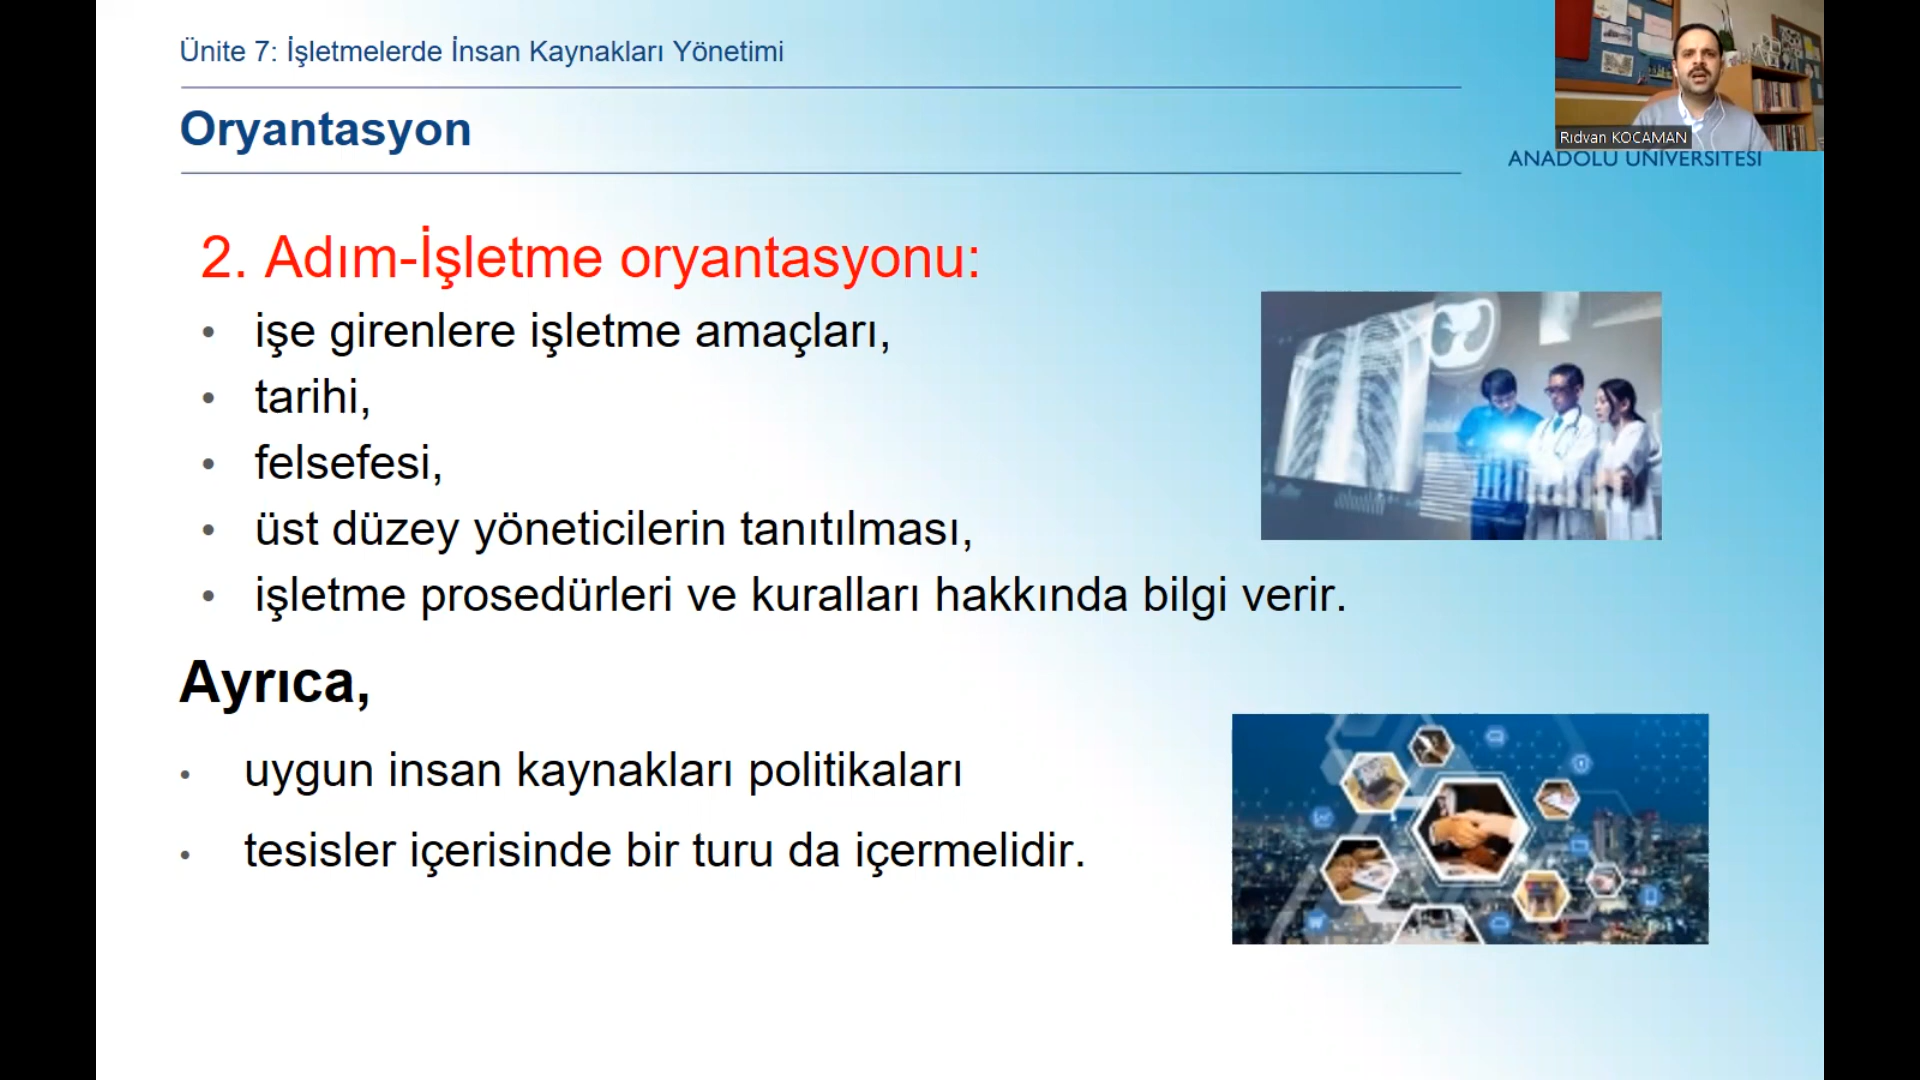 Ünite 7: İşletmelerde İnsan Kaynakları Yönetimi
Oryantasyon
Rıdvan KOCAMAN
ANADOLU ÜNİVERSİTESİ
2. Adım-İşletme oryantasyonu:
• işe girenlere işletme amaçları,
• tarihi,
• felsefesi,
• üst düzey yöneticilerin tanıtılması,
• işletme prosedürleri ve kuralları hakkında bilgi verir.
Ayrıca,
• uygun insan kaynakları politikaları
• tesisler içerisinde bir turu da içermelidir.